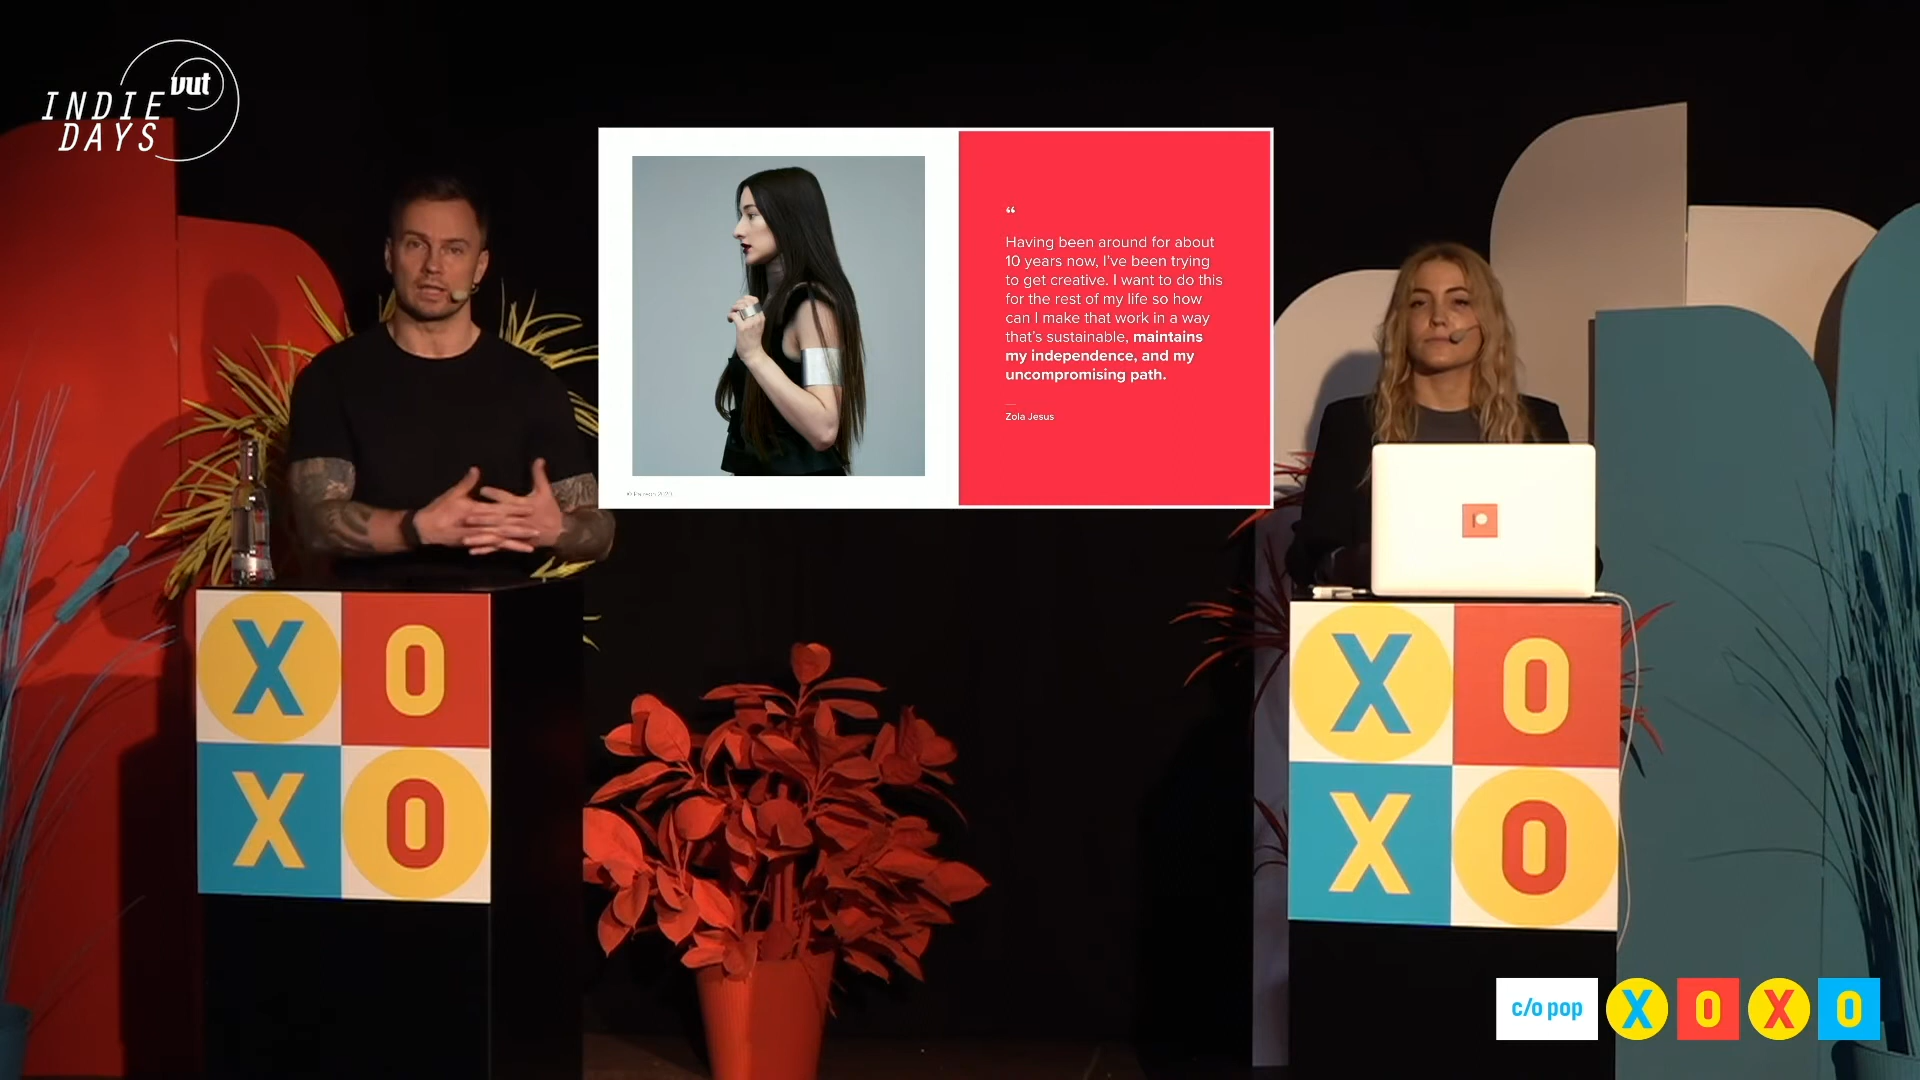 vut
INDIE
DAYS
“
Having been around for about
10 years now, I've been trying
to get creative. I want to do this
for the rest of my life so how
can I make that work in a way
that's sustainable, maintains
my independence, and my
uncompromising path.
Zola Jesus
© Patreon 2020
X O
X O
X O
X O
c/o pop X O X O